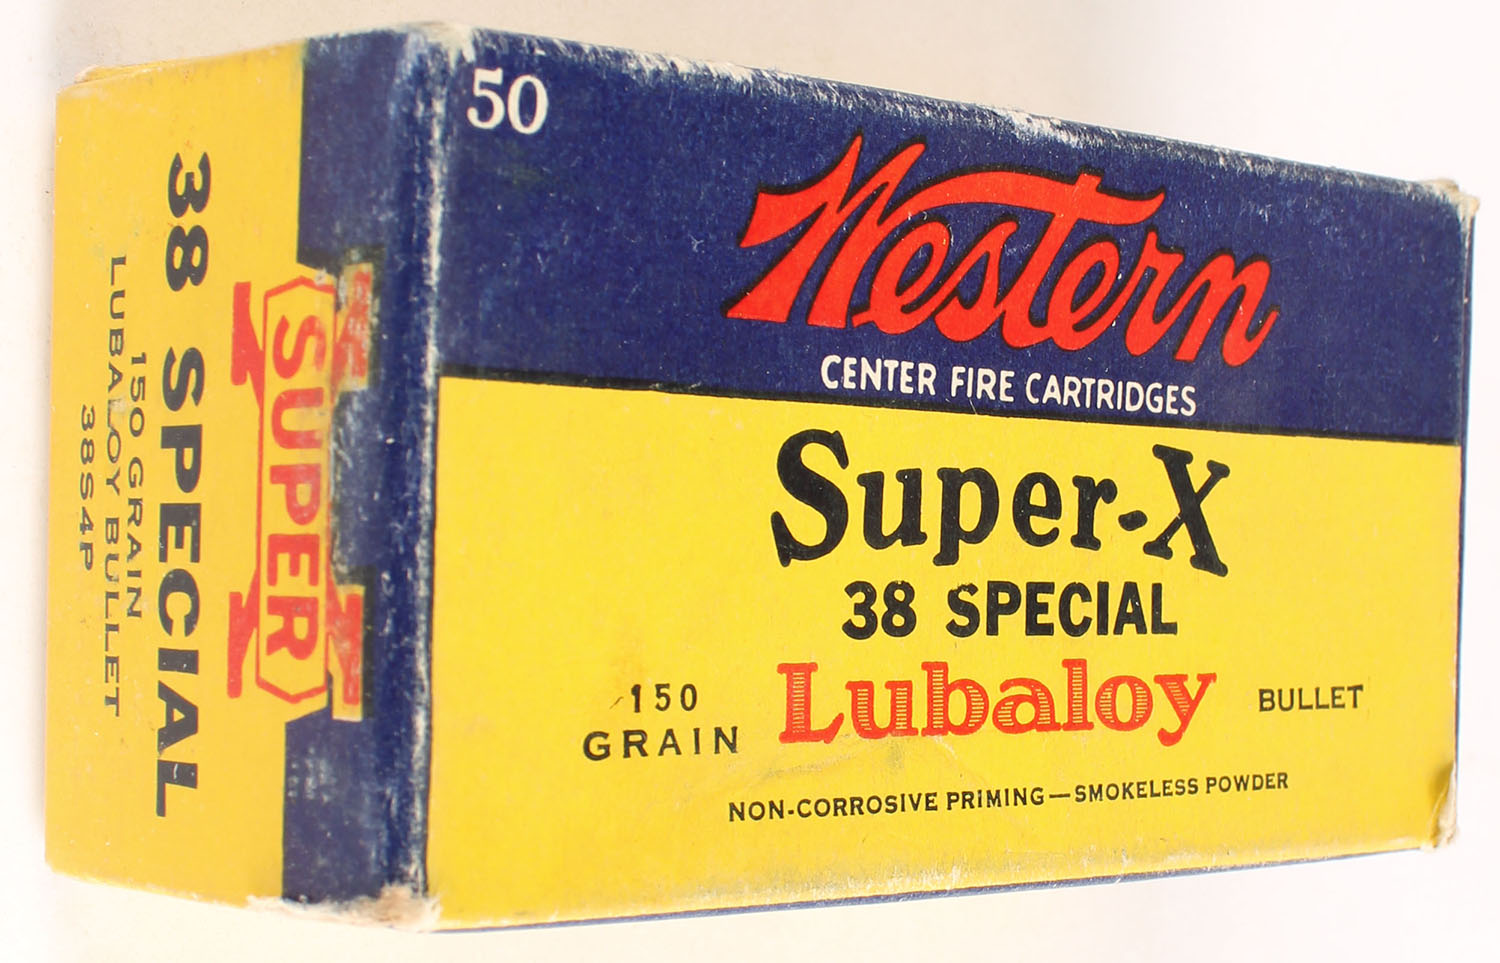 50
Western
CENTER FIRE CARTRIDGES
Super-X
38 SPECIAL
150
GRAIN
Lubaloy
BULLET
NON-CORROSIVE PRIMING—SMOKELESS POWDER
X
SUPER
38 SPECIAL
150 GRAIN
LUBALOY BULLET
38S4P